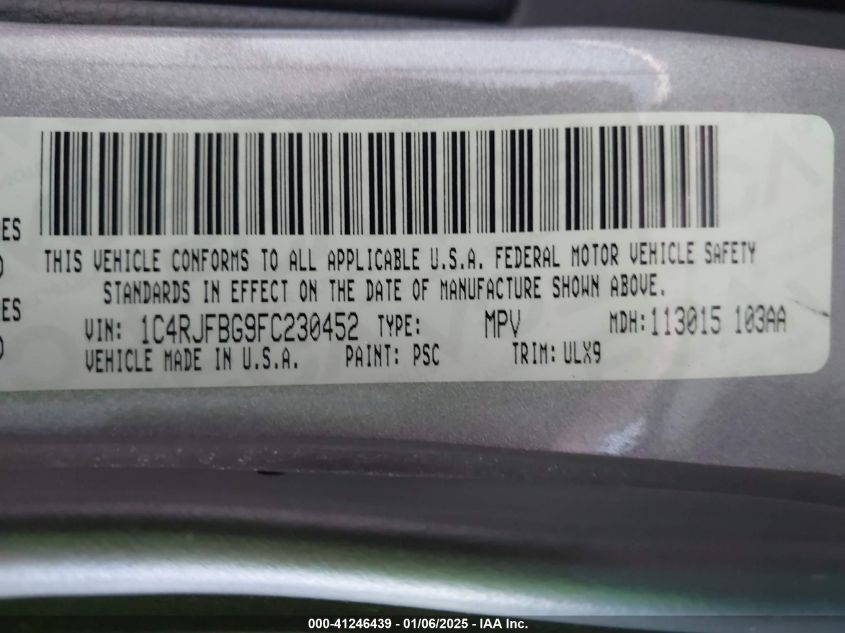 ES
THIS VEHICLE CONFORMS TO ALL APPLICABLE U.S.A. FEDERAL MOTOR VEHICLE SAFETY
STANDARDS IN EFFECT ON THE DATE OF MANUFACTURE SHOWN ABOVE.
ES
VIN: 1C4RJFBG9FC230452 TYPE: MPV MDH:113015 103AA
VEHICLE MADE IN U.S.A. PAINT: PSC TRIM: ULX9
000-41246439 - 01/06/2025 - IAA Inc.